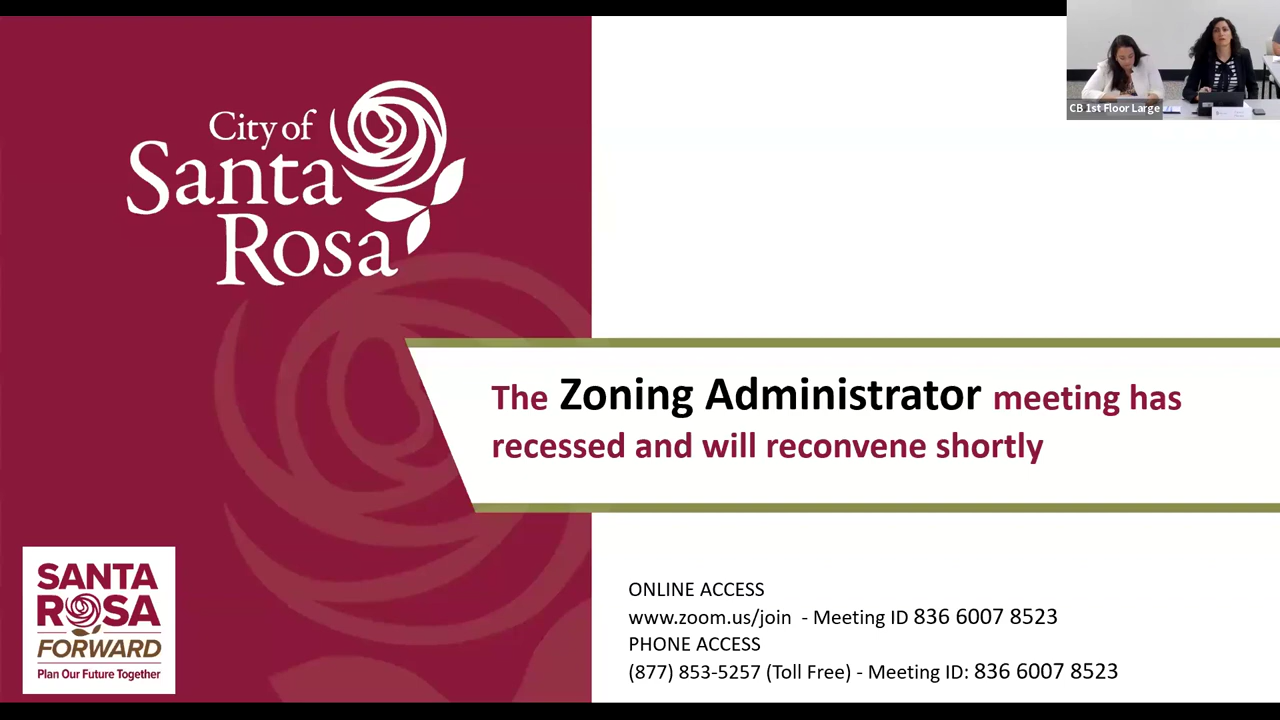 City of
Santa
Rosa
CB 1st Floor Large
The Zoning Administrator meeting has
recessed and will reconvene shortly
SANTA
ROSA
FORWARD
Plan Our Future Together
ONLINE ACCESS
www.zoom.us/join - Meeting ID 836 6007 8523
PHONE ACCESS
(877) 853-5257 (Toll Free) - Meeting ID: 836 6007 8523